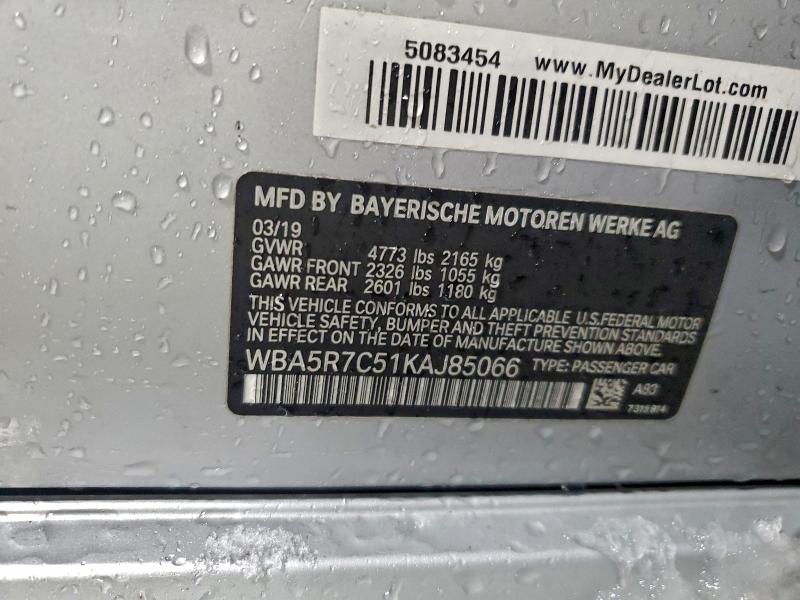 5083454 www.MyDealerLot.com
MFD BY BAYERISCHE MOTOREN WERKE AG
03/19
GVWR 4773 lbs 2165 kg
GAWR FRONT 2326 lbs 1055 kg
GAWR REAR 2601 lbs 1180 kg
THIS VEHICLE CONFORMS TO ALL APPLICABLE U.S.FEDERAL MOTOR
VEHICLE SAFETY, BUMPER AND THEFT PREVENTION STANDARDS
IN EFFECT ON THE DATE OF MANUFACTURE SHOWN ABOVE.
WBA5R7C51KAJ85066 TYPE: PASSENGER CAR
A93
7315814